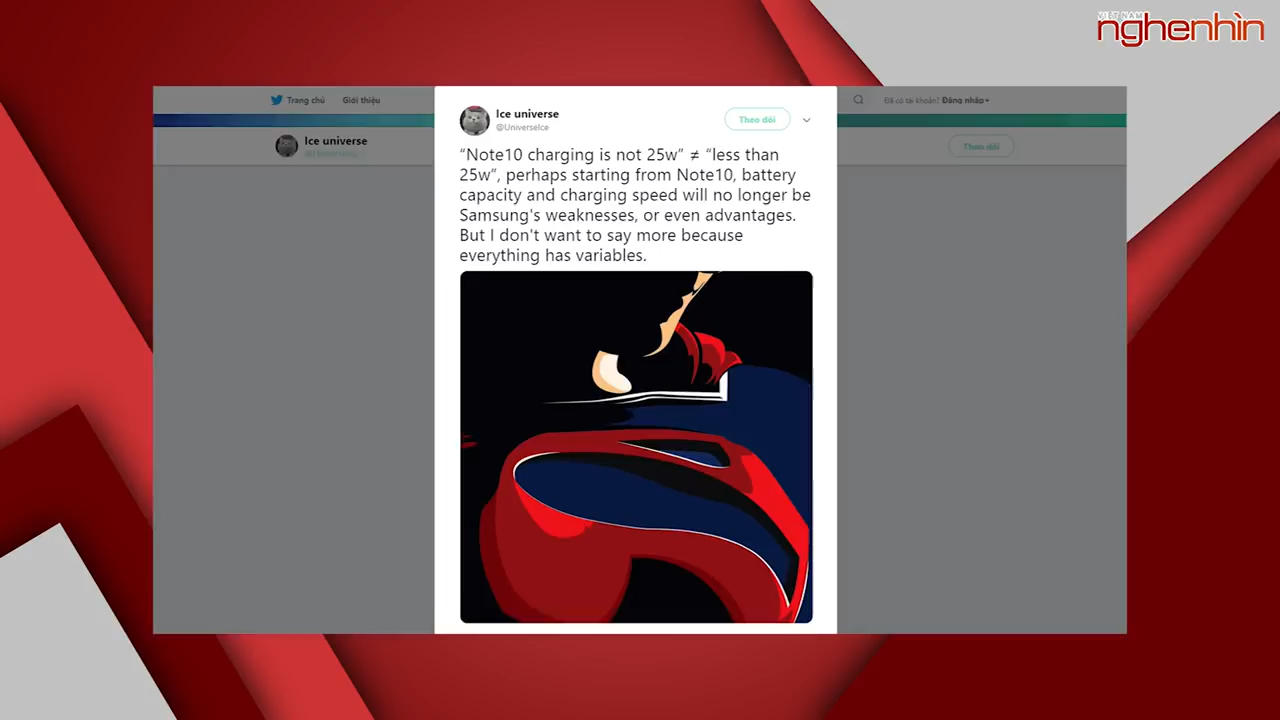 VIỆT NAM
nghenhìn
Trang chủ
Giới thiệu
Đã có tài khoản? Đăng nhập
Ice universe
@UniverseIce
Theo dõi
Ice universe
Theo dõi
“Note10 charging is not 25w” ≠ “less than
25w”, perhaps starting from Note10, battery
capacity and charging speed will no longer be
Samsung's weaknesses, or even advantages.
But I don't want to say more because
everything has variables.